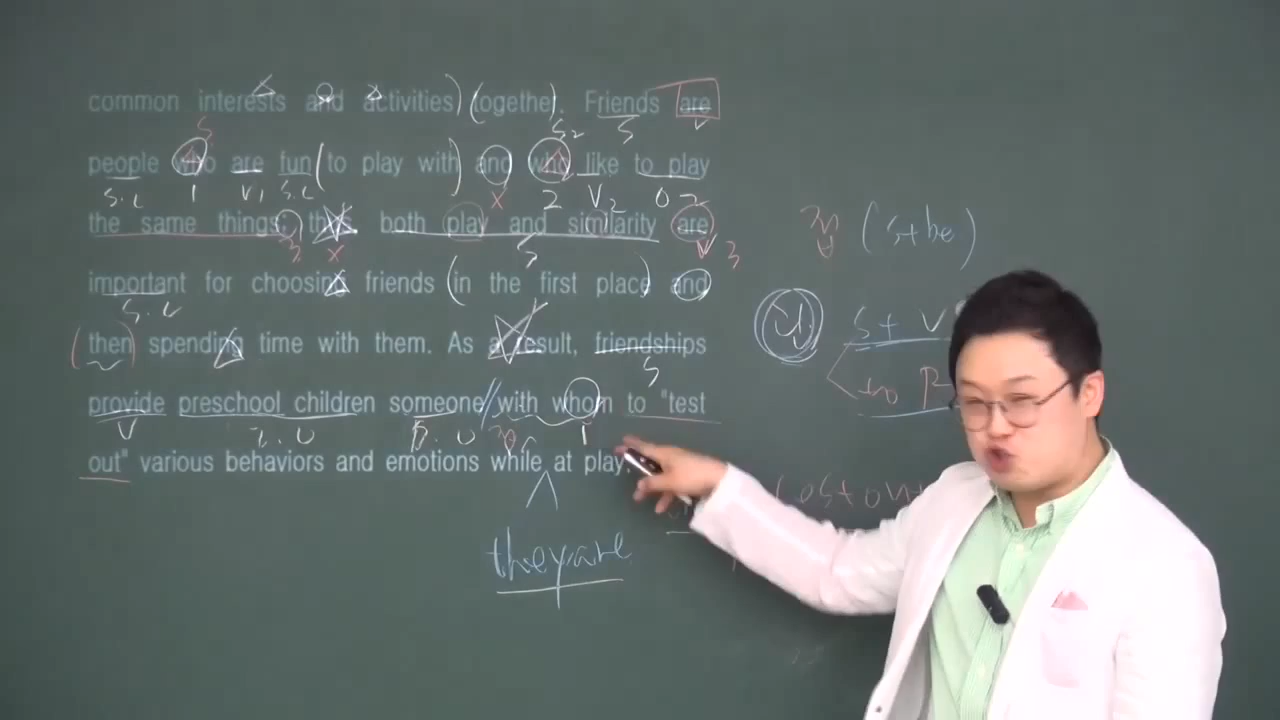 common interests and activities) (together). Friends are
people who are fun (to play with) and who like to play
the same things, thus both play and similarity are
important for choosing friends (in the first place) and
(then) spending time with them. As a result, friendships
provide preschool children someone // with whom to "test
out" various behaviors and emotions while at play.
they are
(s+be)
S+V